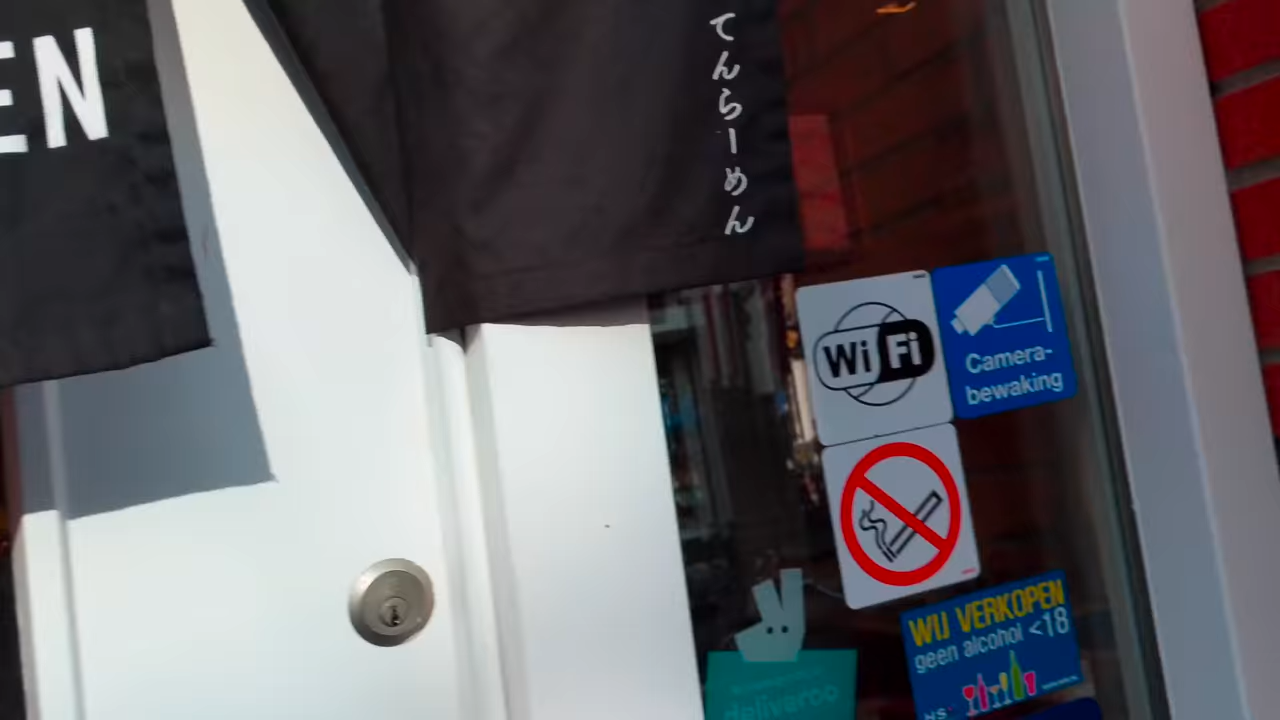 EN
てんらーめん
WiFi
Camera-
bewaking
WIJ VERKOPEN
geen alcohol <18
deliveroo